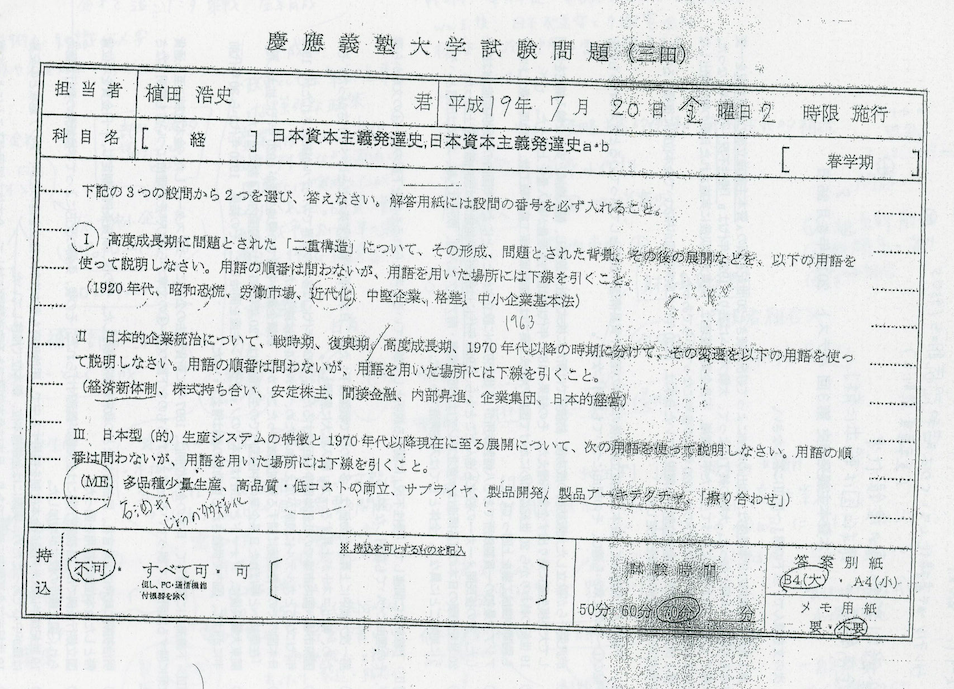 慶應義塾大学試験問題(三田)
担当者 植田 浩史 君 平成19年7月20日 金 曜日2 時限 施行
科目名 [ 経 ] 日本資本主義発達史,日本資本主義発達史a・b [ 春学期 ]
下記の3つの設問から2つを選び、答えなさい。解答用紙には設問の番号を必ず入れること。
Ⅰ 高度成長期に問題とされた「二重構造」について、その形成、問題とされた背景、その後の展開などを、以下の用語を
使って説明しなさい。用語の順番は問わないが、用語を用いた場所には下線を引くこと。
(1920年代、昭和恐慌、労働市場、近代化、中堅企業、格差、中小企業基本法)
1963
Ⅱ 日本的企業統治について、戦時期、復興期/高度成長期、1970年代以降の時期に分けて、その変遷を以下の用語を使っ
て説明しなさい。用語の順番は問わないが、用語を用いた場所には下線を引くこと。
(経済新体制、株式持ち合い、安定株主、間接金融、内部昇進、企業集団、日本的経営)
Ⅲ 日本型(的)生産システムの特徴と1970年代以降現在に至る展開について、次の用語を使って説明しなさい。用語の順
番は問わないが、用語を用いた場所には下線を引くこと。
(ME、多品種少量生産、高品質・低コストの両立、サプライヤ、製品開発、製品アーキテクチャ、「擦り合わせ」)
持込 不可・すべて可・可
但し、PC・通信機能
付機器を除く
※ 持込を可とするものを記入
[ ]
試験時間
50分 60分 分
答案別紙
B4(大)・A4(小)
メモ用紙
要・不要